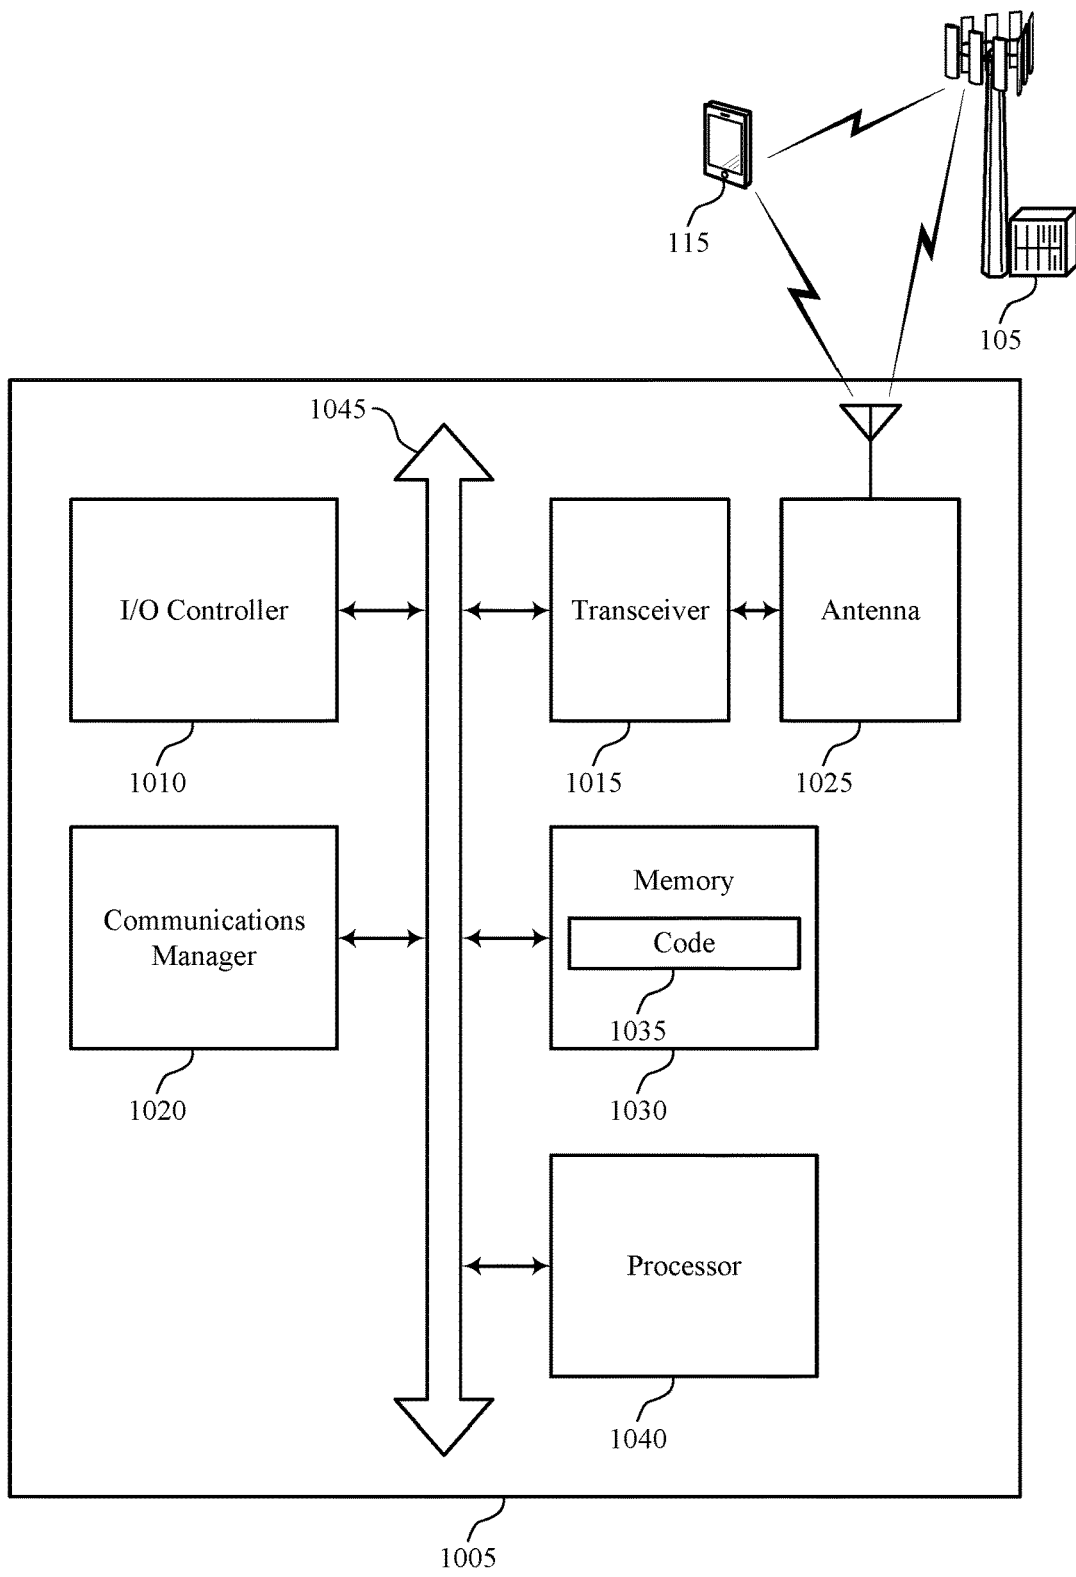 115
105
1045
I/O Controller
Transceiver
Antenna
1010
1015
1025
Communications
Manager
Memory
Code
1035
1020
1030
Processor
1040
1005